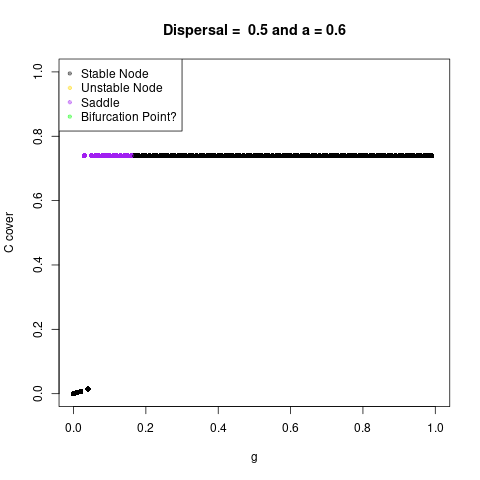 Dispersal =  0.5 and a = 0.6
Stable Node
Unstable Node
Saddle
Bifurcation Point?
C cover
1.0
0.8
0.6
0.4
0.2
0.0
0.0 0.2 0.4 0.6 0.8 1.0
g